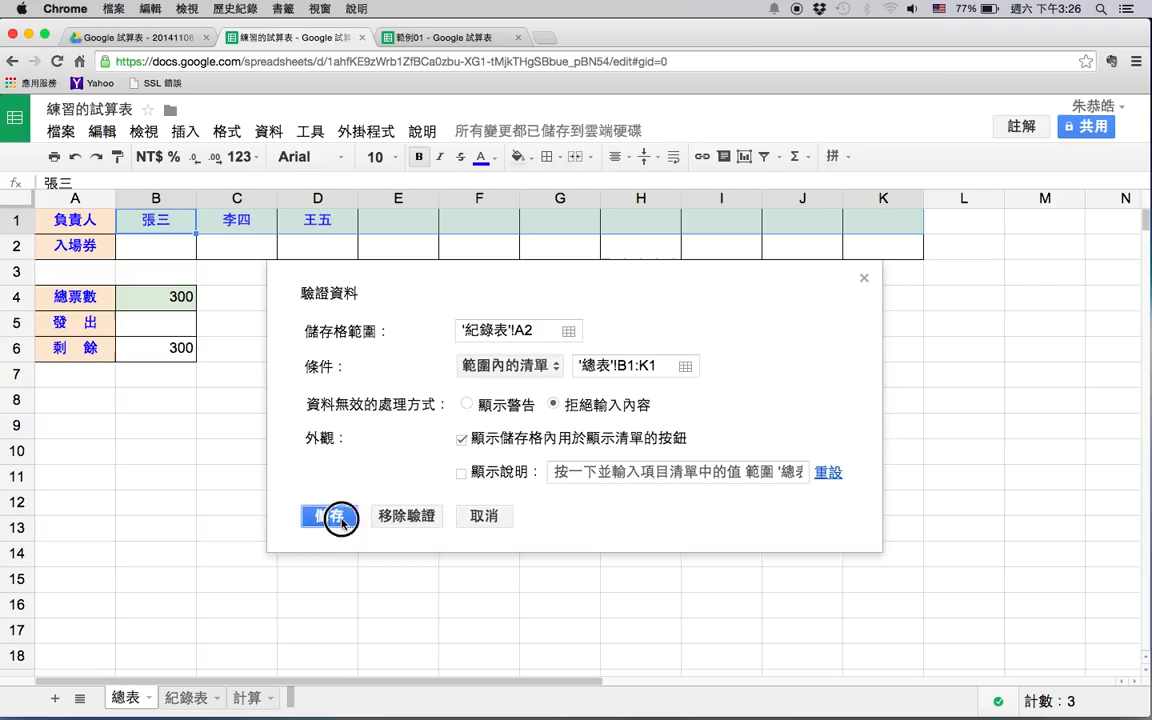 Chrome 檔案 編輯 檢視 歷史紀錄 書籤 視窗 說明 77% 週六 下午3:26
Google 試算表 - 20141108 練習的試算表 - Google 試算 範例01 - Google 試算表
https://docs.google.com/spreadsheets/d/1ahfKE9zWrb1ZfBCa0zbu-XG1-tMjkTHgSBbue_pBN54/edit#gid=0
應用服務 Yahoo SSL 錯誤
練習的試算表 朱恭皓
檔案 編輯 檢視 插入 格式 資料 工具 外掛程式 說明 所有變更都已儲存到雲端硬碟 註解 共用
NT$ % .0 .00 123 Arial 10 B I S A Σ 拼
fx 張三
A B C D E F G H I J K L M N
1 負責人 張三 李四 王五
2 入場券
3
4 總票數 300
5 發 出
6 剩 餘 300
7
8
9
10
11
12
13
14
15
16
17
18
驗證資料
儲存格範圍： '紀錄表'!A2
條件： 範圍內的清單 '總表'!B1:K1
資料無效的處理方式： 顯示警告 拒絕輸入內容
外觀： 顯示儲存格內用於顯示清單的按鈕
顯示說明： 按一下並輸入項目清單中的值 範圍 '總表 重設
儲存 移除驗證 取消
+ 總表 紀錄表 計算 計數：3